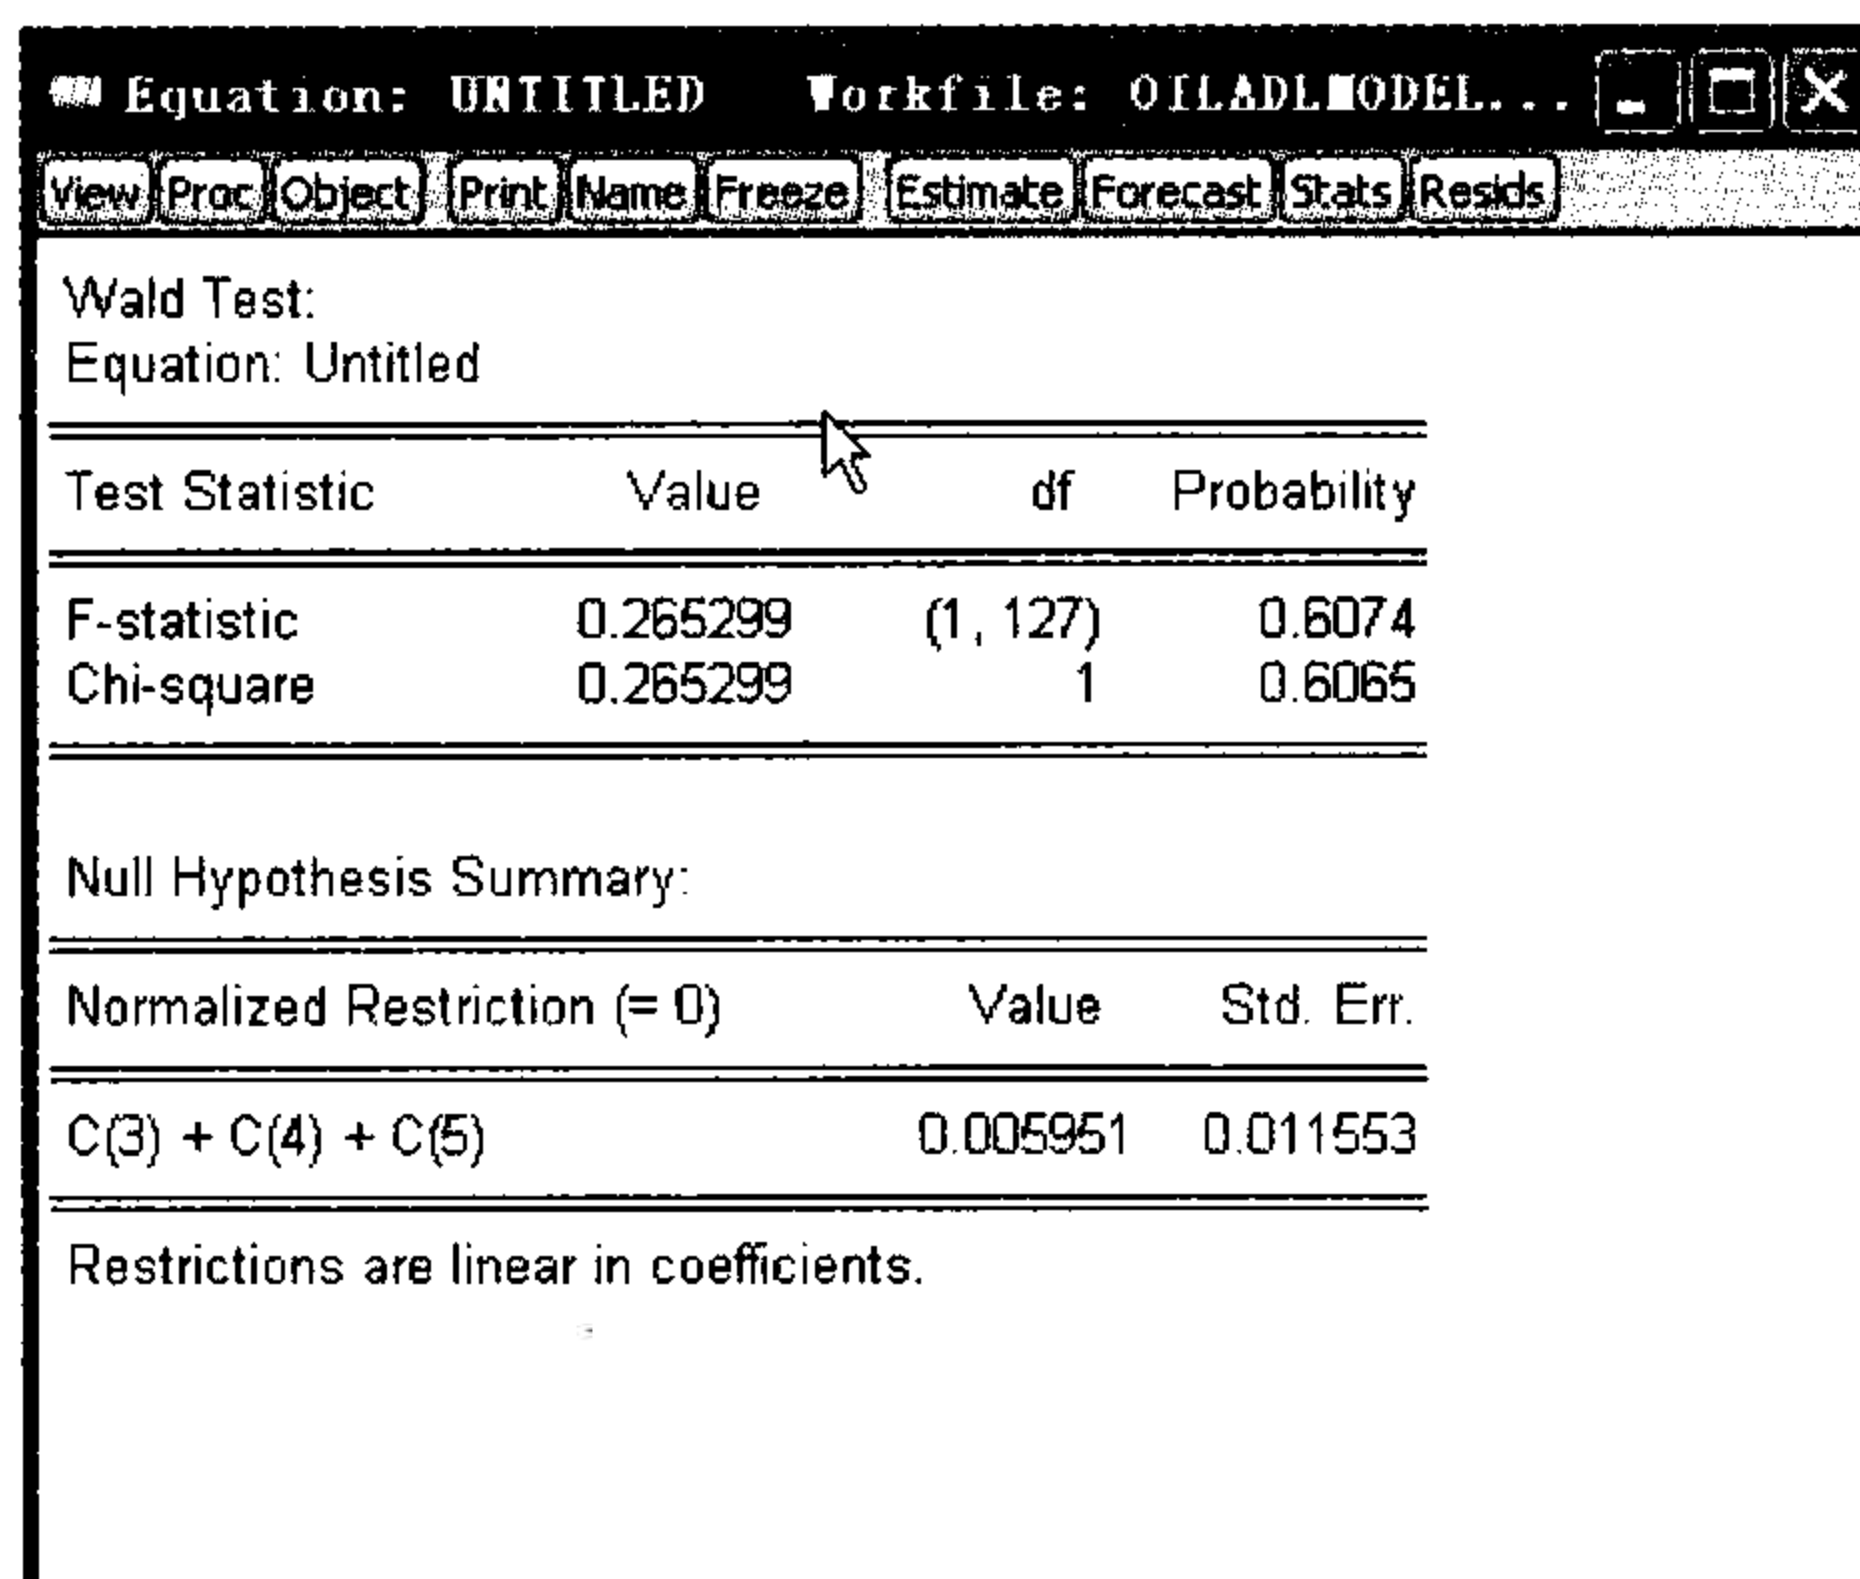 Equation: UNTITLED Workfile: OILADLMODEL...
View Proc Object Print Name Freeze Estimate Forecast Stats Resids
Wald Test:
Equation: Untitled
Test Statistic Value df Probability
F-statistic 0.265299 (1, 127) 0.6074
Chi-square 0.265299 1 0.6065
Null Hypothesis Summary:
Normalized Restriction (= 0) Value Std. Err.
C(3) + C(4) + C(5) 0.005951 0.011553
Restrictions are linear in coefficients.